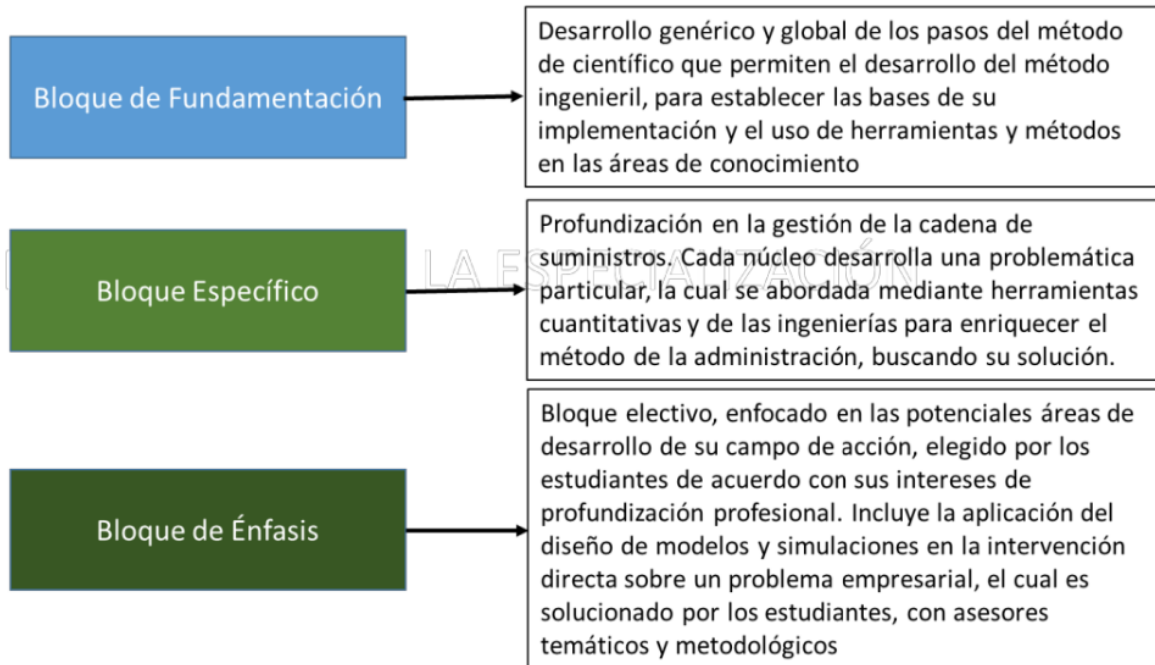 Bloque de Fundamentación
Desarrollo genérico y global de los pasos del método
de científico que permiten el desarrollo del método
ingenieril, para establecer las bases de su
implementación y el uso de herramientas y métodos
en las áreas de conocimiento
LA ESPECIALIZACIÓN
Bloque Específico
Profundización en la gestión de la cadena de
suministros. Cada núcleo desarrolla una problemática
particular, la cual se abordada mediante herramientas
cuantitativas y de las ingenierías para enriquecer el
método de la administración, buscando su solución.
Bloque de Énfasis
Bloque electivo, enfocado en las potenciales áreas de
desarrollo de su campo de acción, elegido por los
estudiantes de acuerdo con sus intereses de
profundización profesional. Incluye la aplicación del
diseño de modelos y simulaciones en la intervención
directa sobre un problema empresarial, el cual es
solucionado por los estudiantes, con asesores
temáticos y metodológicos